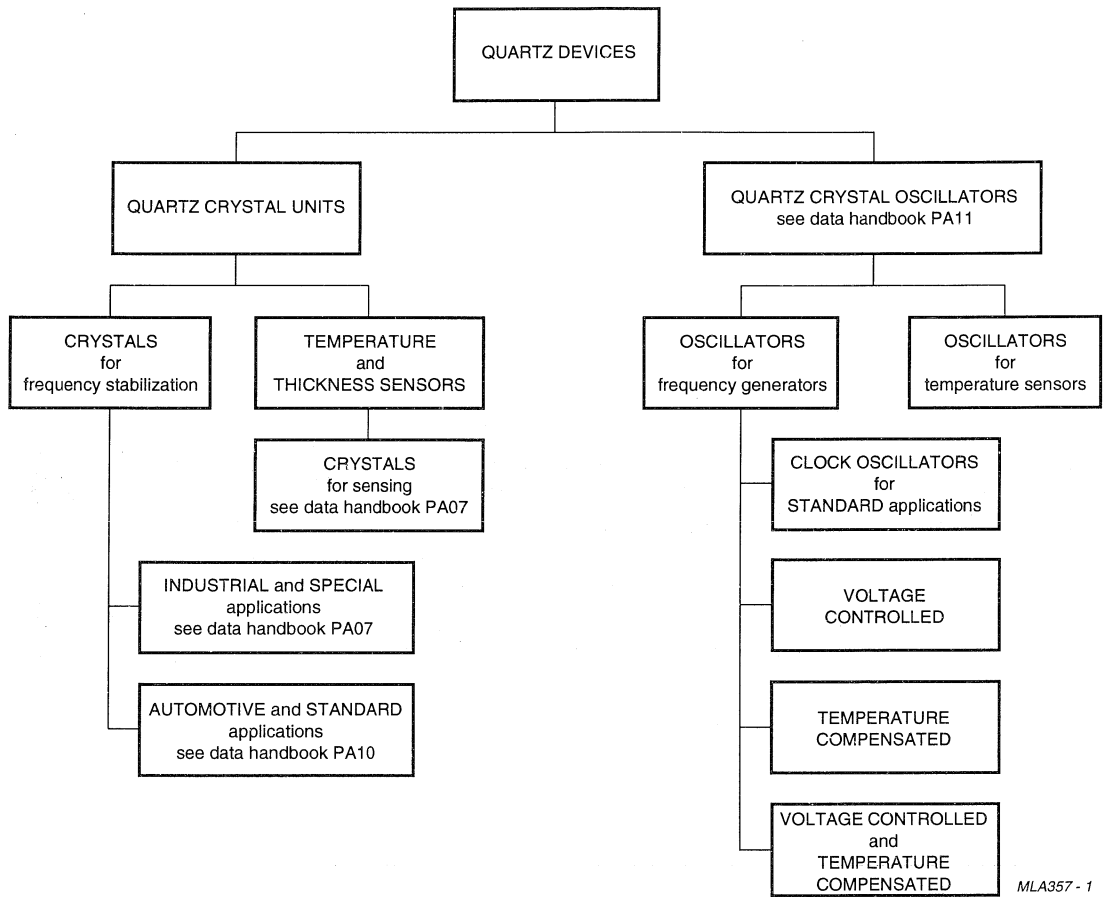 QUARTZ DEVICES
QUARTZ CRYSTAL UNITS
QUARTZ CRYSTAL OSCILLATORS
see data handbook PA11
CRYSTALS
for
frequency stabilization
TEMPERATURE
and
THICKNESS SENSORS
OSCILLATORS
for
frequency generators
OSCILLATORS
for
temperature sensors
CRYSTALS
for sensing
see data handbook PA07
CLOCK OSCILLATORS
for
STANDARD applications
INDUSTRIAL and SPECIAL
applications
see data handbook PA07
VOLTAGE
CONTROLLED
AUTOMOTIVE and STANDARD
applications
see data handbook PA10
TEMPERATURE
COMPENSATED
VOLTAGE CONTROLLED
and
TEMPERATURE
COMPENSATED
MLA357 - 1